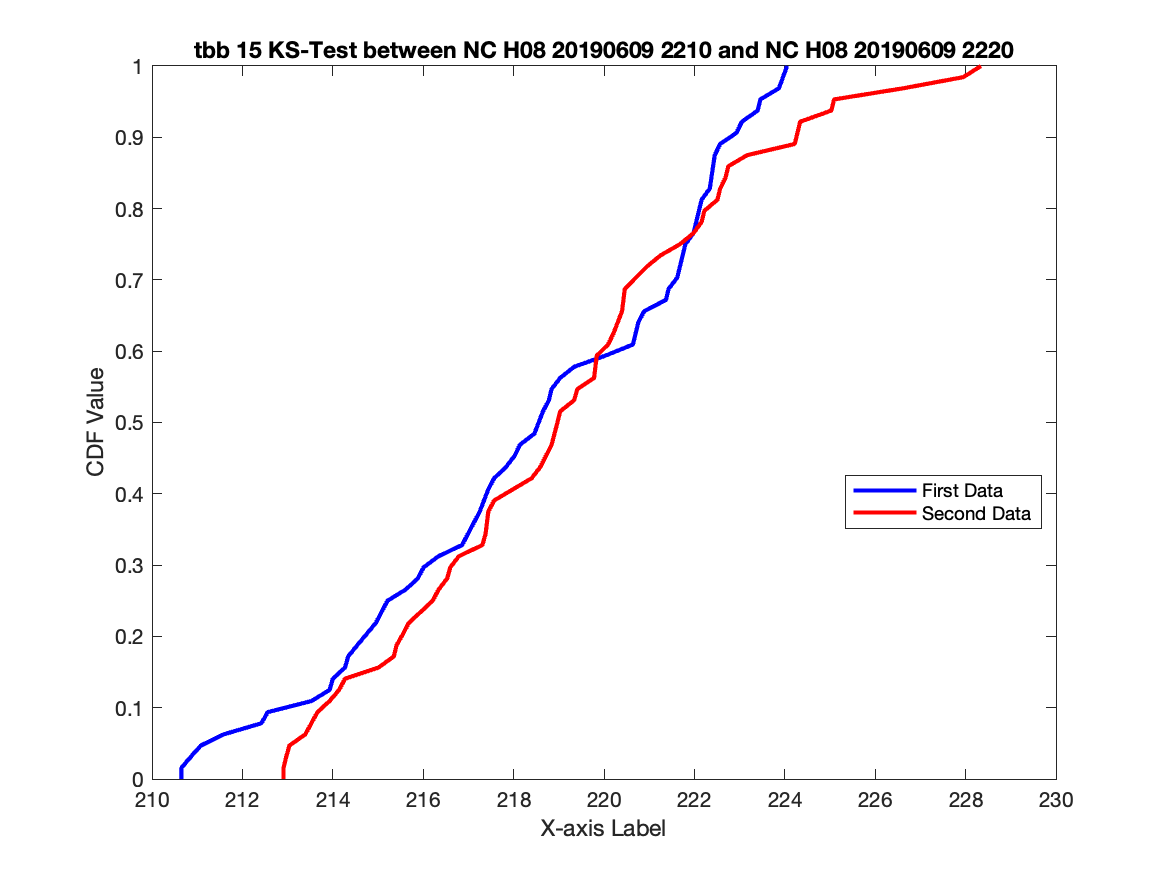 tbb 15 KS-Test between NC H08 20190609 2210 and NC H08 20190609 2220
1
0.9
0.8
0.7
0.6
0.5
0.4
0.3
0.2
0.1
0
CDF Value
First Data
Second Data
210 212 214 216 218 220 222 224 226 228 230
X-axis Label